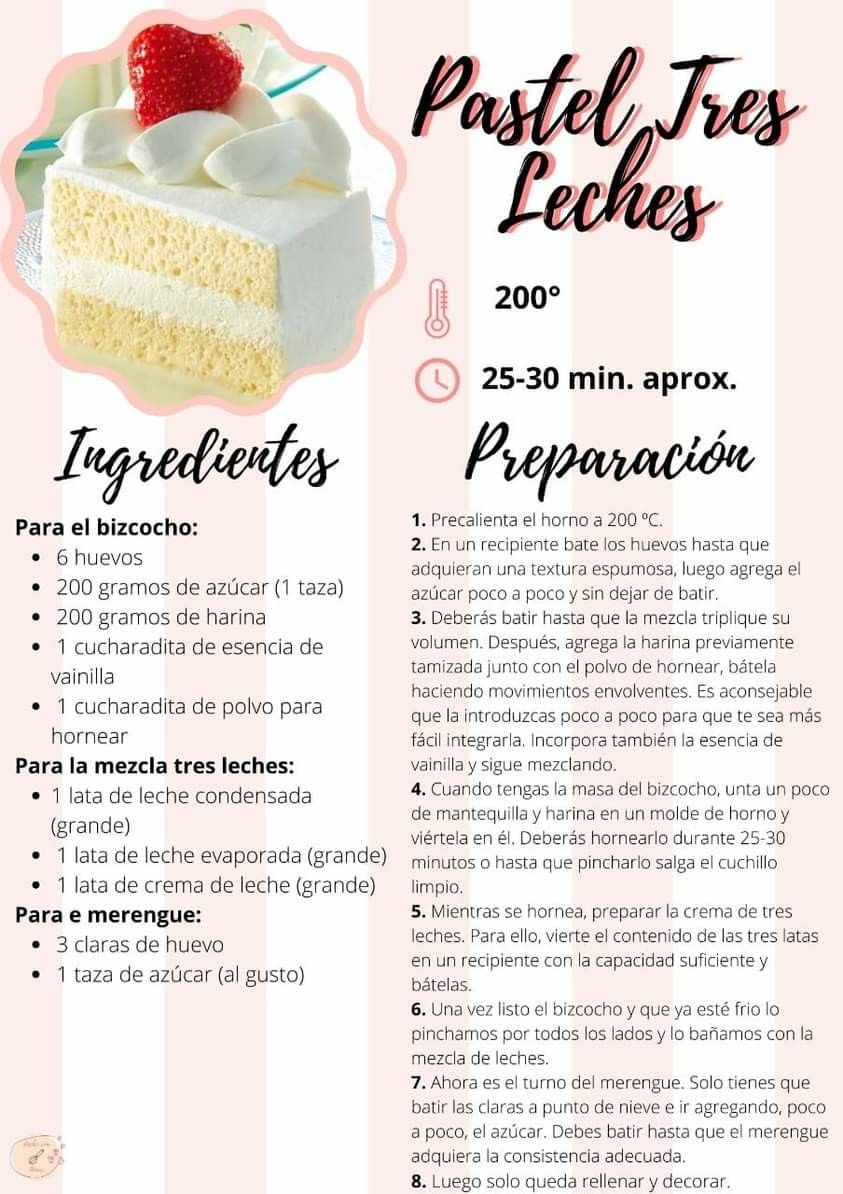 Pastel Tres
Leches
200°
25-30 min. aprox.
Ingredientes
Para el bizcocho:
• 6 huevos
• 200 gramos de azúcar (1 taza)
• 200 gramos de harina
• 1 cucharadita de esencia de
vainilla
• 1 cucharadita de polvo para
hornear
Para la mezcla tres leches:
• 1 lata de leche condensada
(grande)
• 1 lata de leche evaporada (grande)
• 1 lata de crema de leche (grande)
Para e merengue:
• 3 claras de huevo
• 1 taza de azúcar (al gusto)
Preparación
1. Precalienta el horno a 200 ºC.
2. En un recipiente bate los huevos hasta que
adquieran una textura espumosa, luego agrega el
azúcar poco a poco y sin dejar de batir.
3. Deberás batir hasta que la mezcla triplique su
volumen. Después, agrega la harina previamente
tamizada junto con el polvo de hornear, bátela
haciendo movimientos envolventes. Es aconsejable
que la introduzcas poco a poco para que te sea más
fácil integrarla. Incorpora también la esencia de
vainilla y sigue mezclando.
4. Cuando tengas la masa del bizcocho, unta un poco
de mantequilla y harina en un molde de horno y
viértela en él. Deberás hornearlo durante 25-30
minutos o hasta que pincharlo salga el cuchillo
limpio.
5. Mientras se hornea, preparar la crema de tres
leches. Para ello, vierte el contenido de las tres latas
en un recipiente con la capacidad suficiente y
bátelas.
6. Una vez listo el bizcocho y que ya esté frio lo
pinchamos por todos los lados y lo bañamos con la
mezcla de leches.
7. Ahora es el turno del merengue. Solo tienes que
batir las claras a punto de nieve e ir agregando, poco
a poco, el azúcar. Debes batir hasta que el merengue
adquiera la consistencia adecuada.
8. Luego solo queda rellenar y decorar.